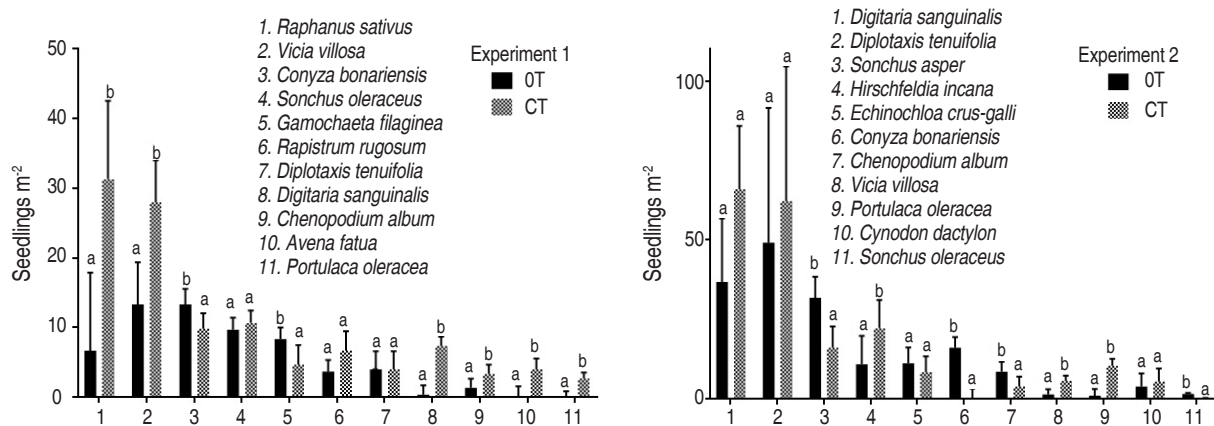 1. Raphanus sativus
2. Vicia villosa
3. Conyza bonariensis
4. Sonchus oleraceus
5. Gamochaeta filaginea
6. Rapistrum rugosum
7. Diplotaxis tenuifolia
8. Digitaria sanguinalis
9. Chenopodium album
10. Avena fatua
11. Portulaca oleracea
Experiment 1
0T
CT
Seedlings m-2
50
40
30
20
10
0
a b a b b a a a b a a a a a a b a b a b a b
1 2 3 4 5 6 7 8 9 10 11
1. Digitaria sanguinalis
2. Diplotaxis tenuifolia
3. Sonchus asper
4. Hirschfeldia incana
5. Echinochloa crus-galli
6. Conyza bonariensis
7. Chenopodium album
8. Vicia villosa
9. Portulaca oleracea
10. Cynodon dactylon
11. Sonchus oleraceus
Experiment 2
0T
CT
Seedlings m-2
100
50
0
a a a a b a a b a a b a b a a b a b a a b a
1 2 3 4 5 6 7 8 9 10 11